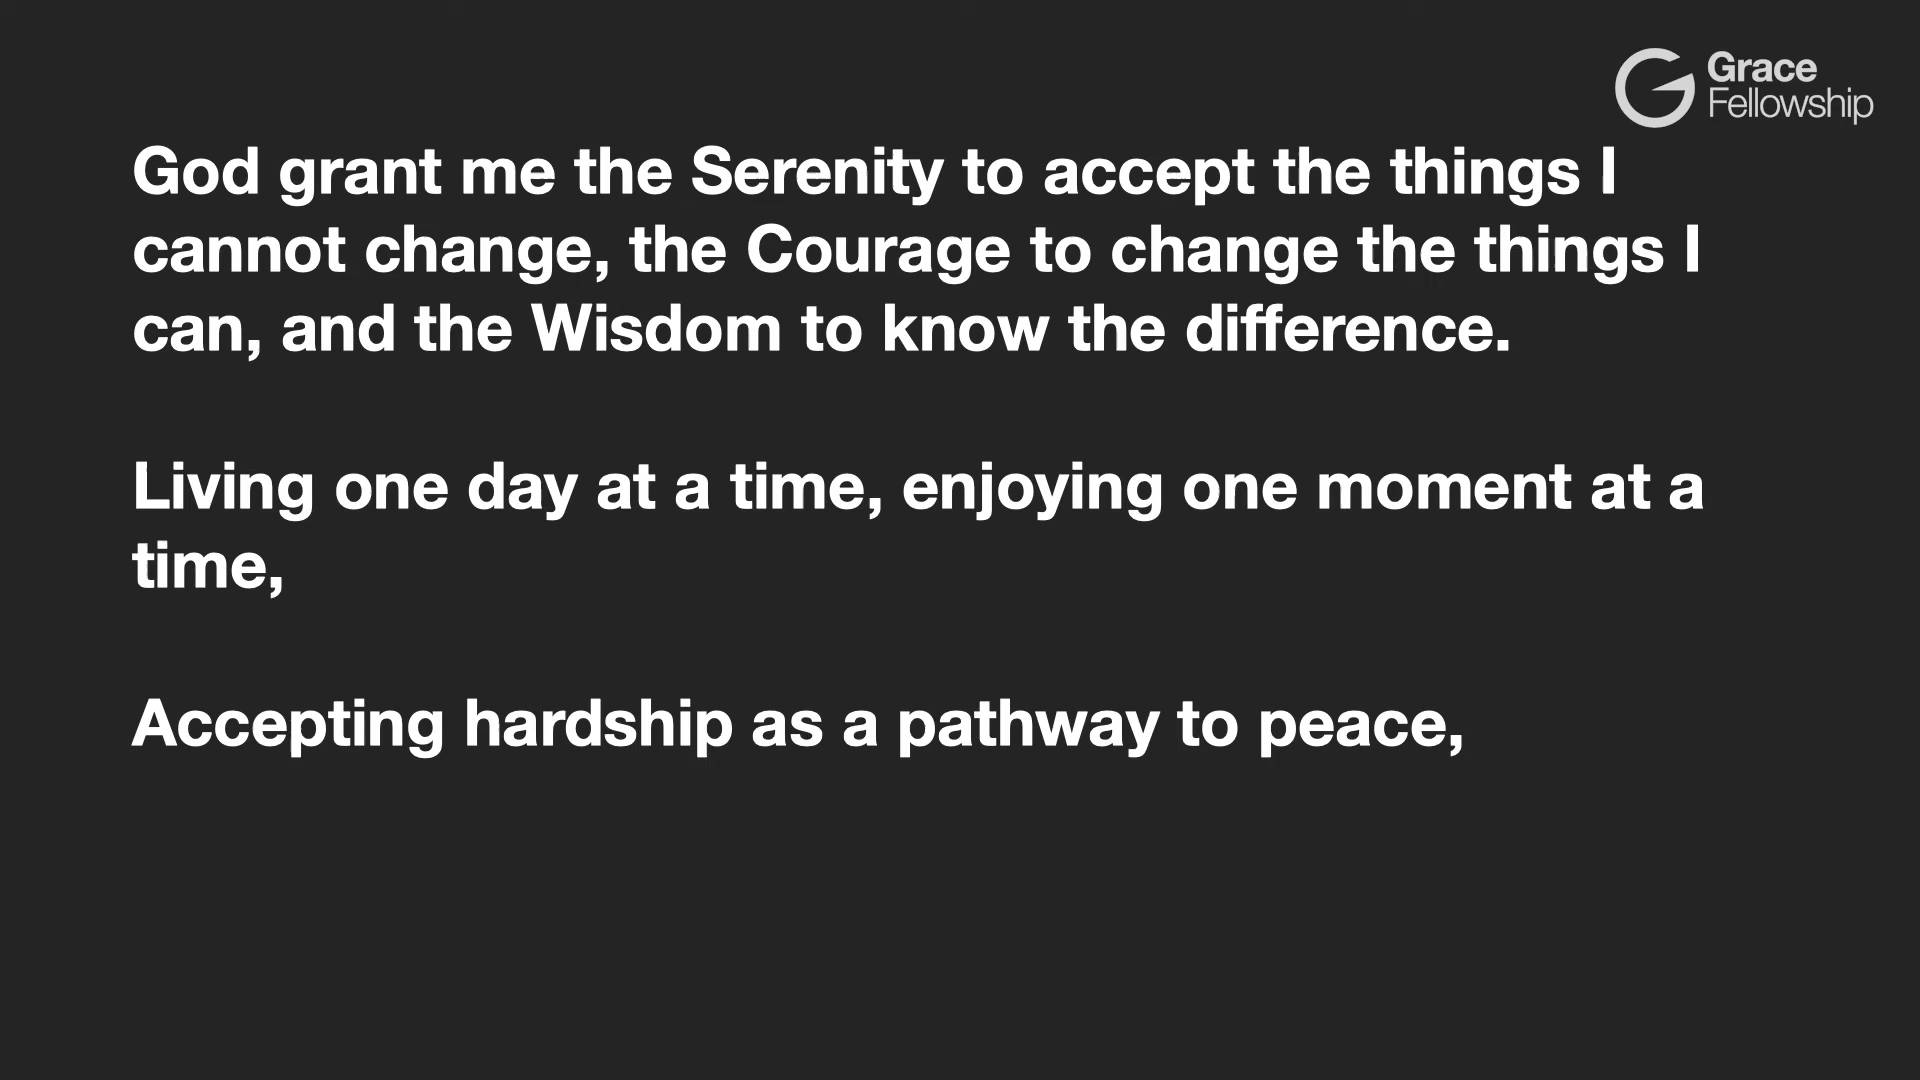 Grace
Fellowship
God grant me the Serenity to accept the things I
cannot change, the Courage to change the things I
can, and the Wisdom to know the difference.
Living one day at a time, enjoying one moment at a
time,
Accepting hardship as a pathway to peace,